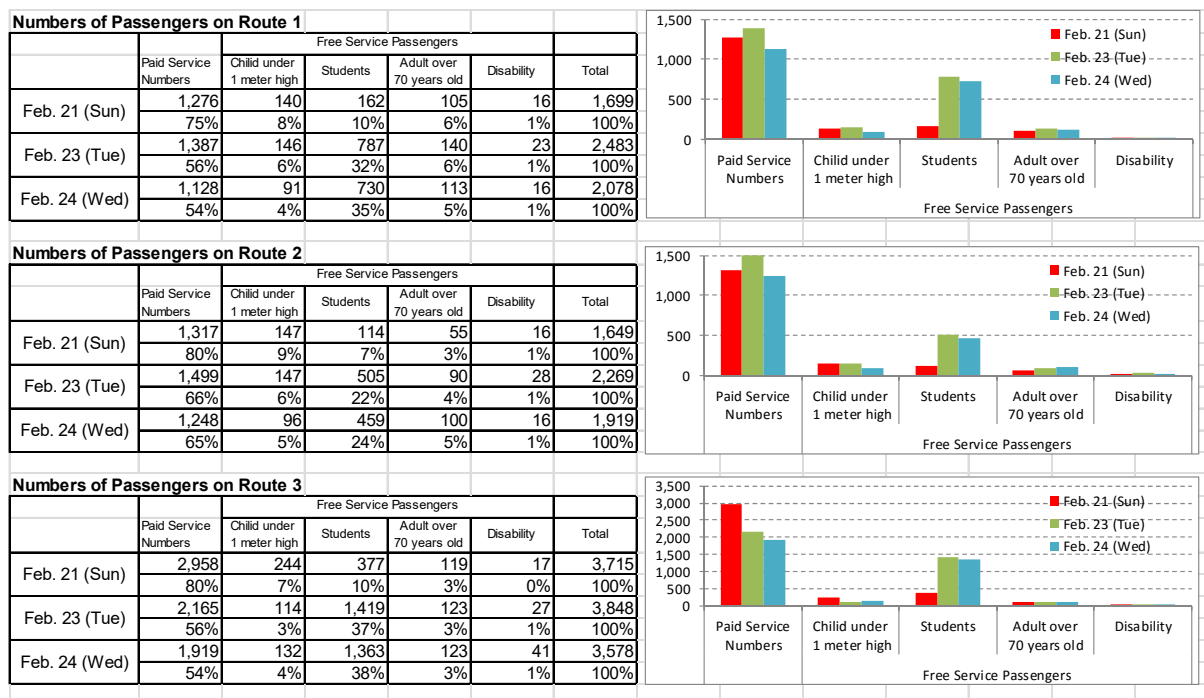 Numbers of Passengers on Route 1
Free Service Passengers
Paid Service Numbers Chilid under 1 meter high Students Adult over 70 years old Disability Total
Feb. 21 (Sun) 1,276 140 162 105 16 1,699
75% 8% 10% 6% 1% 100%
Feb. 23 (Tue) 1,387 146 787 140 23 2,483
56% 6% 32% 6% 1% 100%
Feb. 24 (Wed) 1,128 91 730 113 16 2,078
54% 4% 35% 5% 1% 100%
1,500
1,000
500
0
Feb. 21 (Sun)
Feb. 23 (Tue)
Feb. 24 (Wed)
Paid Service Numbers Chilid under 1 meter high Students Adult over 70 years old Disability
Free Service Passengers
Numbers of Passengers on Route 2
Free Service Passengers
Paid Service Numbers Chilid under 1 meter high Students Adult over 70 years old Disability Total
Feb. 21 (Sun) 1,317 147 114 55 16 1,649
80% 9% 7% 3% 1% 100%
Feb. 23 (Tue) 1,499 147 505 90 28 2,269
66% 6% 22% 4% 1% 100%
Feb. 24 (Wed) 1,248 96 459 100 16 1,919
65% 5% 24% 5% 1% 100%
1,500
1,000
500
0
Feb. 21 (Sun)
Feb. 23 (Tue)
Feb. 24 (Wed)
Paid Service Numbers Chilid under 1 meter high Students Adult over 70 years old Disability
Free Service Passengers
Numbers of Passengers on Route 3
Free Service Passengers
Paid Service Numbers Chilid under 1 meter high Students Adult over 70 years old Disability Total
Feb. 21 (Sun) 2,958 244 377 119 17 3,715
80% 7% 10% 3% 0% 100%
Feb. 23 (Tue) 2,165 114 1,419 123 27 3,848
56% 3% 37% 3% 1% 100%
Feb. 24 (Wed) 1,919 132 1,363 123 41 3,578
54% 4% 38% 3% 1% 100%
3,500
3,000
2,500
2,000
1,500
1,000
500
0
Feb. 21 (Sun)
Feb. 23 (Tue)
Feb. 24 (Wed)
Paid Service Numbers Chilid under 1 meter high Students Adult over 70 years old Disability
Free Service Passengers